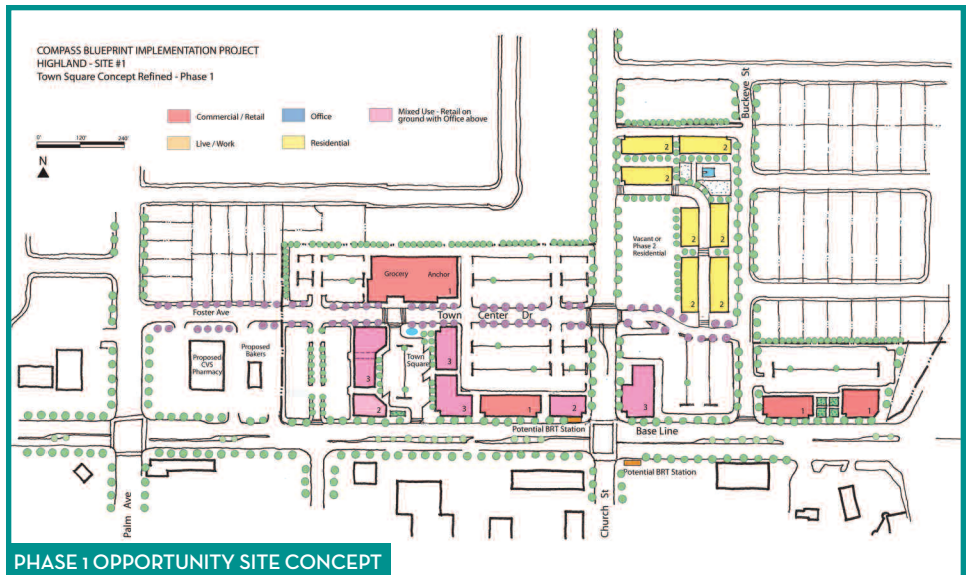 COMPASS BLUEPRINT IMPLEMENTATION PROJECT
HIGHLAND - SITE #1
Town Square Concept Refined - Phase 1
Commercial / Retail
Office
Mixed Use - Retail on
ground with Office above
Live / Work
Residential
0'
120'
240'
N
Buckeye St
2
2
2
2
2
2
2
Vacant or
Phase 2
Residential
Grocery Anchor
1
Foster Ave
Town Center Dr
Proposed
CVS
Pharmacy
Proposed
Bakers
Town
Square
3
3
2
3
1
2
3
1
1
Potential BRT Station
Base Line
Potential BRT Station
Palm Ave
Church St
PHASE 1 OPPORTUNITY SITE CONCEPT